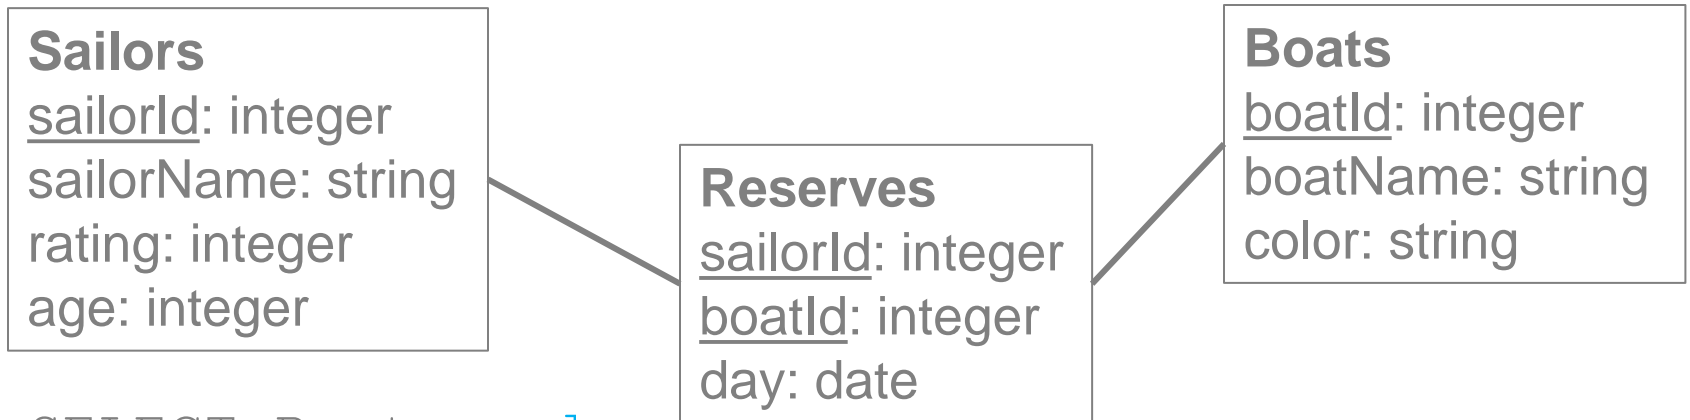 Sailors
sailorId: integer
sailorName: string
rating: integer
age: integer
Reserves
sailorId: integer
boatId: integer
day: date
Boats
boatId: integer
boatName: string
color: string